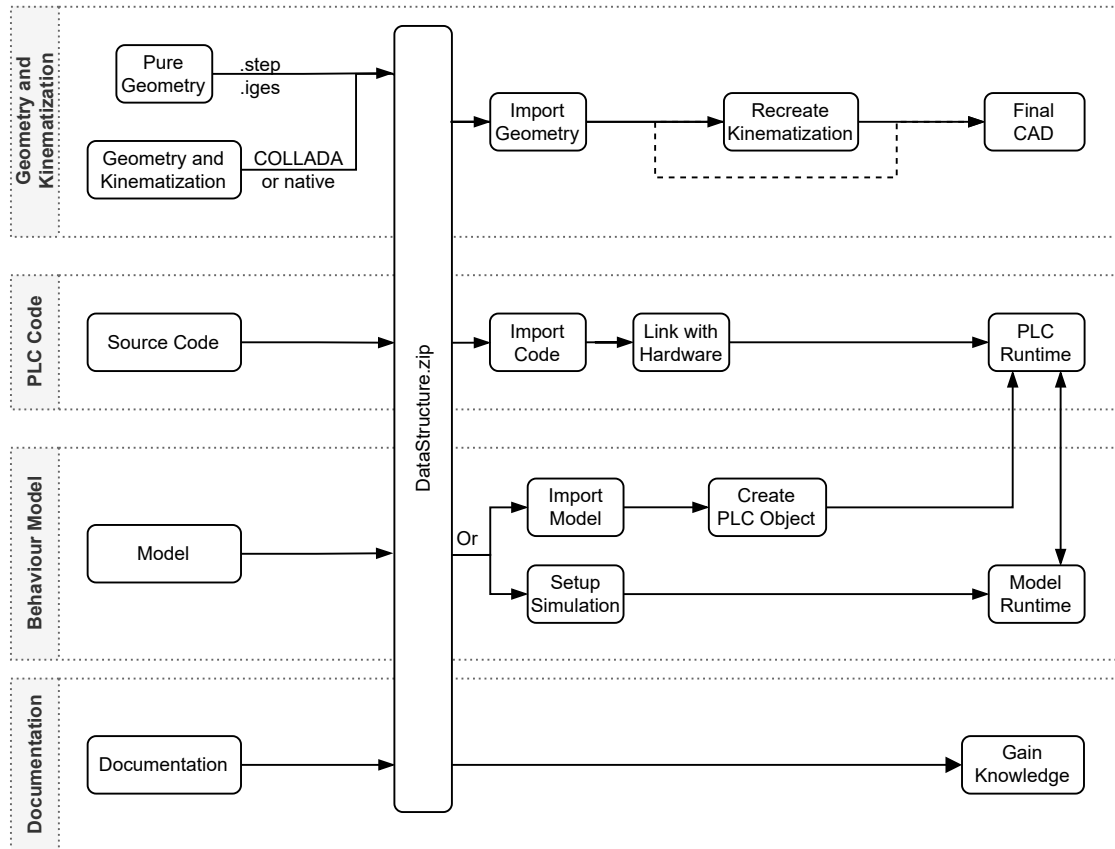 Geometry and
Kinematization
Pure
Geometry
.step
.iges
Geometry and
Kinematization
COLLADA
or native
Import
Geometry
Recreate
Kinematization
Final
CAD
DataStructure.zip
PLC Code
Source Code
Import
Code
Link with
Hardware
PLC
Runtime
Behaviour Model
Model
Or
Import
Model
Create
PLC Object
Setup
Simulation
Model
Runtime
Documentation
Documentation
Gain
Knowledge